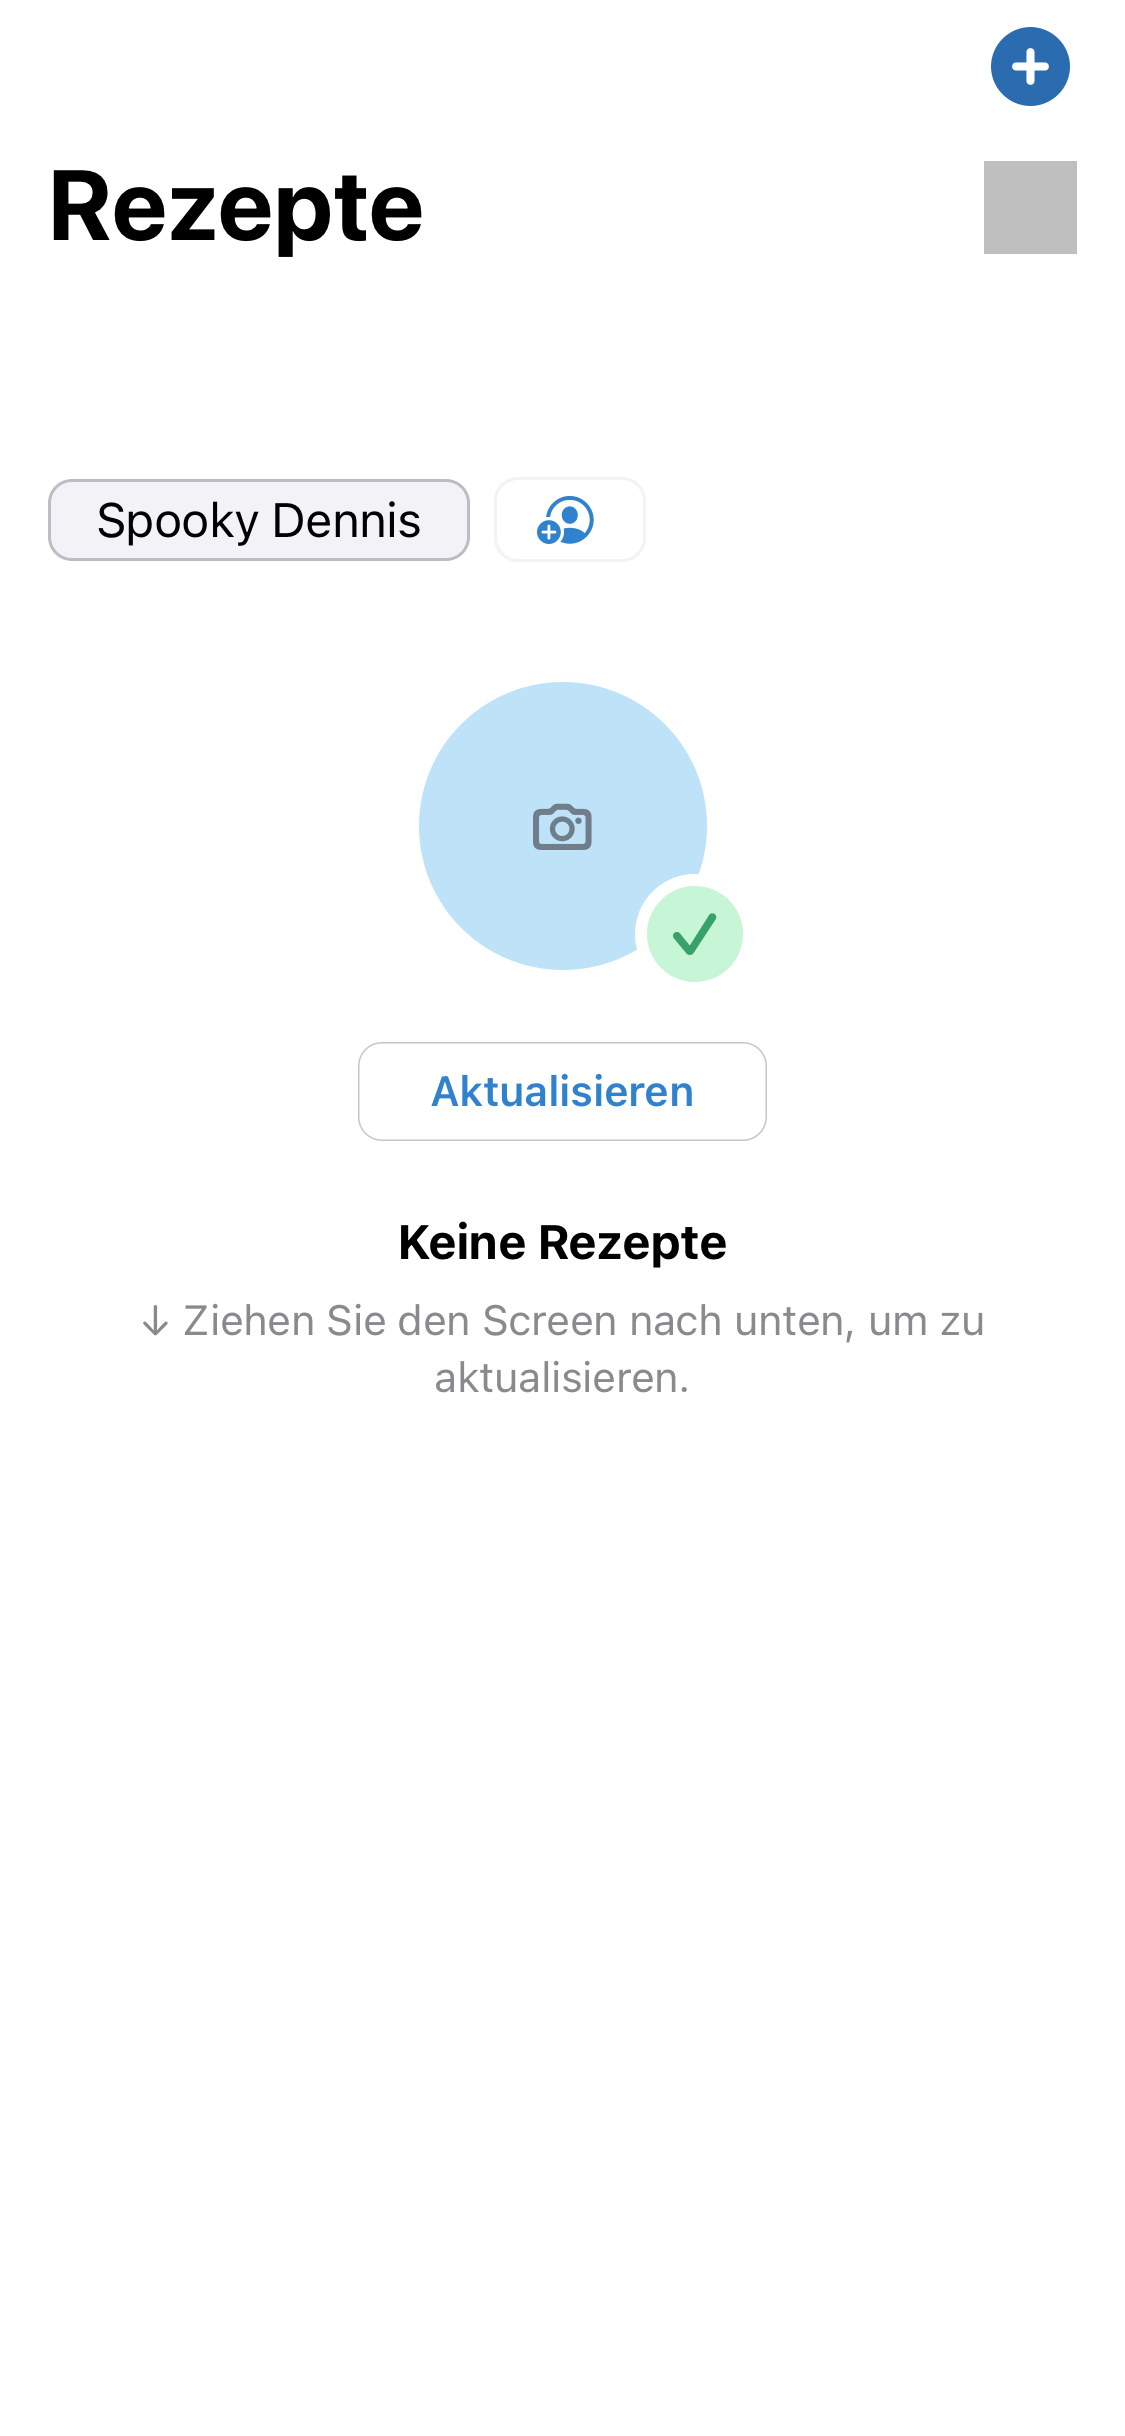 Rezepte
Spooky Dennis
Aktualisieren
Keine Rezepte
↓ Ziehen Sie den Screen nach unten, um zu
aktualisieren.